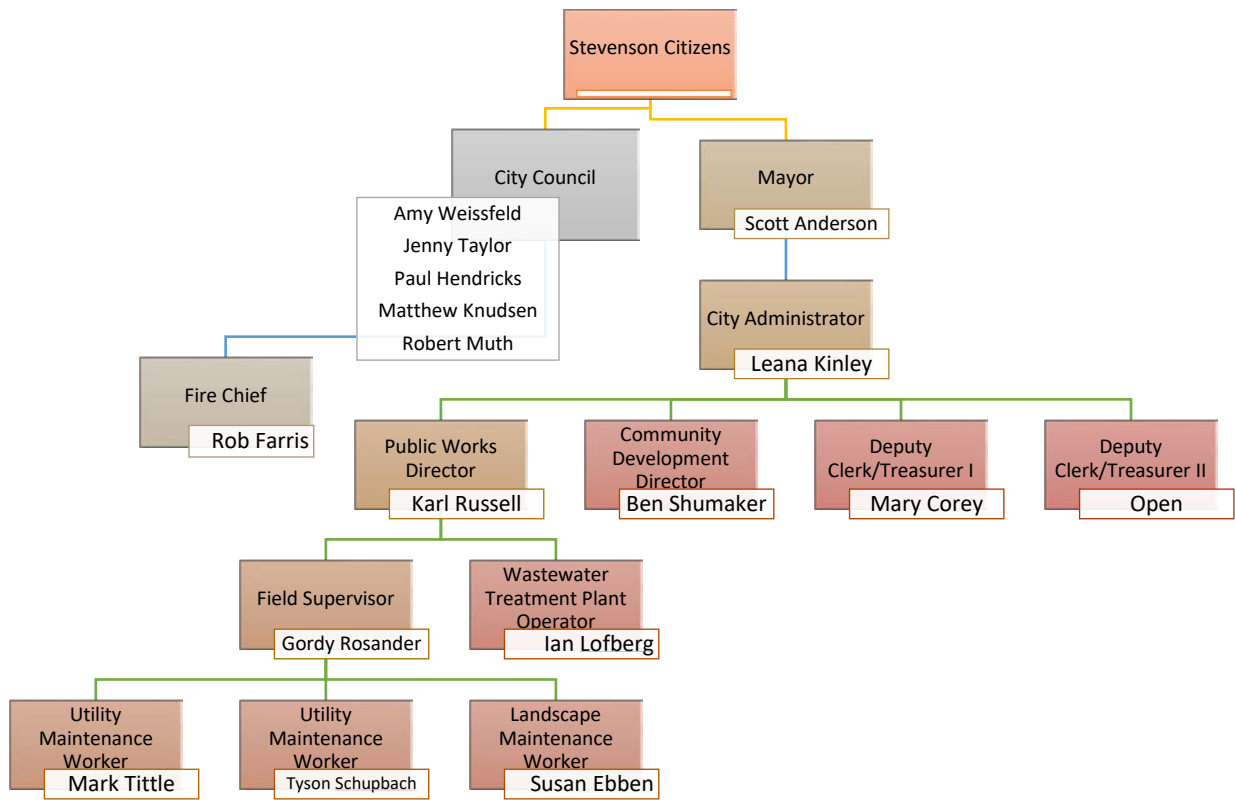 Stevenson Citizens
City Council
Amy Weissfeld
Jenny Taylor
Paul Hendricks
Matthew Knudsen
Robert Muth
Mayor
Scott Anderson
City Administrator
Leana Kinley
Fire Chief
Rob Farris
Public Works
Director
Karl Russell
Community
Development
Director
Ben Shumaker
Deputy
Clerk/Treasurer I
Mary Corey
Deputy
Clerk/Treasurer II
Open
Field Supervisor
Gordy Rosander
Wastewater
Treatment Plant
Operator
Ian Lofberg
Utility
Maintenance
Worker
Mark Tittle
Utility
Maintenance
Worker
Tyson Schupbach
Landscape
Maintenance
Worker
Susan Ebben